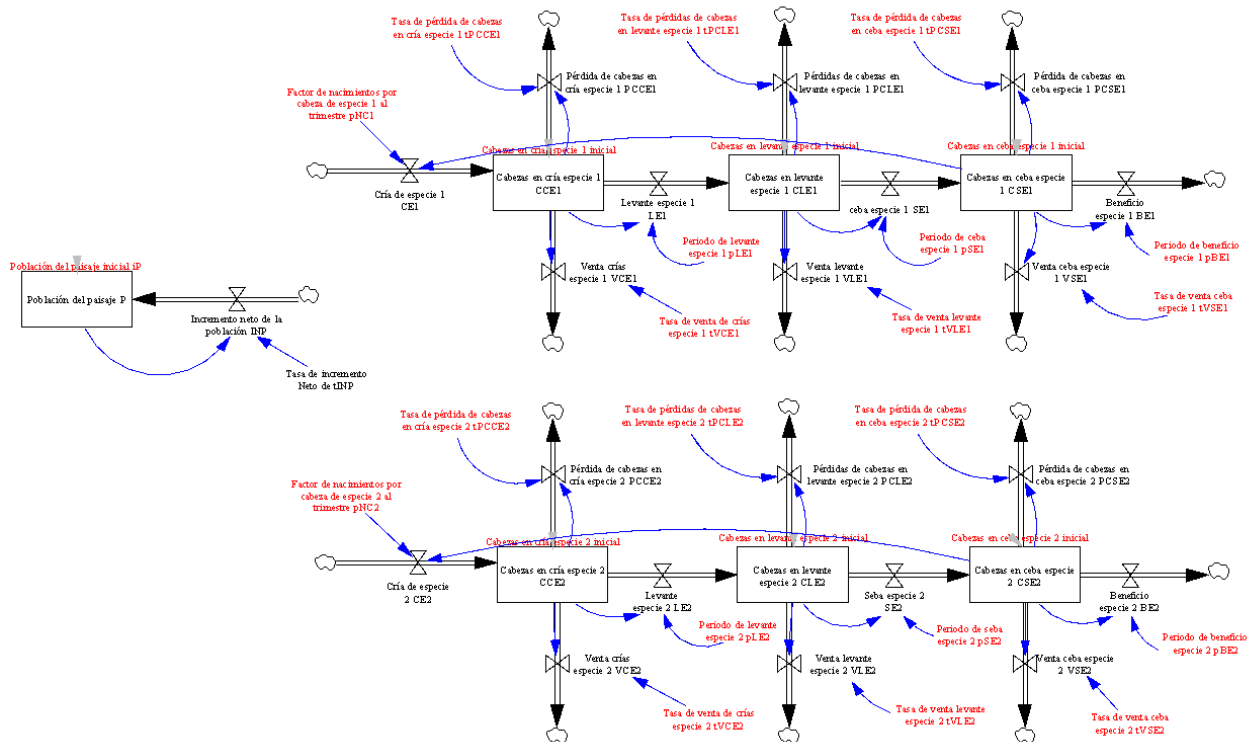 Tasa de pérdida de cabezas
en cría especie 1 tPCCE1
Tasa de pérdidas de cabezas
en levante especie 1 tPCLE1
Tasa de pérdida de cabezas
en ceba especie 1 tPCSE1
Pérdida de cabezas en
cría especie 1 PCCE1
Pérdidas de cabezas en
levante especie 1 PCLE1
Pérdida de cabezas en
ceba especie 1 PCSE1
Factor de nacimientos por
cabeza de especie 1 al
trimestre pNC1
Cabezas en cría especie 1 inicial
Cabezas en levante especie 1 inicial
Cabezas en ceba especie 1 inicial
Cría de especie 1
CE1
Cabezas en cría especie 1
CCE1
Levante especie 1
LE1
Cabezas en levante
especie 1 CLE1
ceba especie 1 SE1
Cabezas en ceba especie
1 CSE1
Beneficio
especie 1 BE1
Periodo de levante
especie 1 pLE1
Periodo de ceba
especie 1 pSE1
Periodo de beneficio
especie 1 pBE1
Venta crías
especie 1 VCE1
Venta levante
especie 1 VLE1
Venta ceba especie
1 VSE1
Tasa de venta de crías
especie 1 tVCE1
Tasa de venta levante
especie 1 tVLE1
Tasa de venta ceba
especie 1 tVSE1
Población del paisaje inicial iP
Población del paisaje P
Incremento neto de la
población INP
Tasa de incremento
Neto de tINP
Tasa de pérdida de cabezas
en cría especie 2 tPCCE2
Tasa de pérdidas de cabezas
en levante especie 2 tPCLE2
Tasa de pérdida de cabezas
en ceba especie 2 tPCSE2
Pérdida de cabezas en
cría especie 2 PCCE2
Pérdidas de cabezas en
levante especie 2 PCLE2
Pérdida de cabezas en
ceba especie 2 PCSE2
Factor de nacimientos por
cabeza de especie 2 al
trimestre pNC2
Cabezas en cría especie 2 inicial
Cabezas en levante especie 2 inicial
Cabezas en ceba especie 2 inicial
Cría de especie
2 CE2
Cabezas en cría especie 2
CCE2
Levante
especie 2 LE2
Cabezas en levante
especie 2 CLE2
Seba especie 2
SE2
Cabezas en ceba especie
2 CSE2
Beneficio
especie 2 BE2
Periodo de levante
especie 2 pLE2
Periodo de seba
especie 2 pSE2
Periodo de beneficio
especie 2 pBE2
Venta crías
especie 2 VCE2
Venta levante
especie 2 VLE2
Venta ceba especie
2 VSE2
Tasa de venta de crías
especie 2 tVCE2
Tasa de venta levante
especie 2 tVLE2
Tasa de venta ceba
especie 2 tVSE2